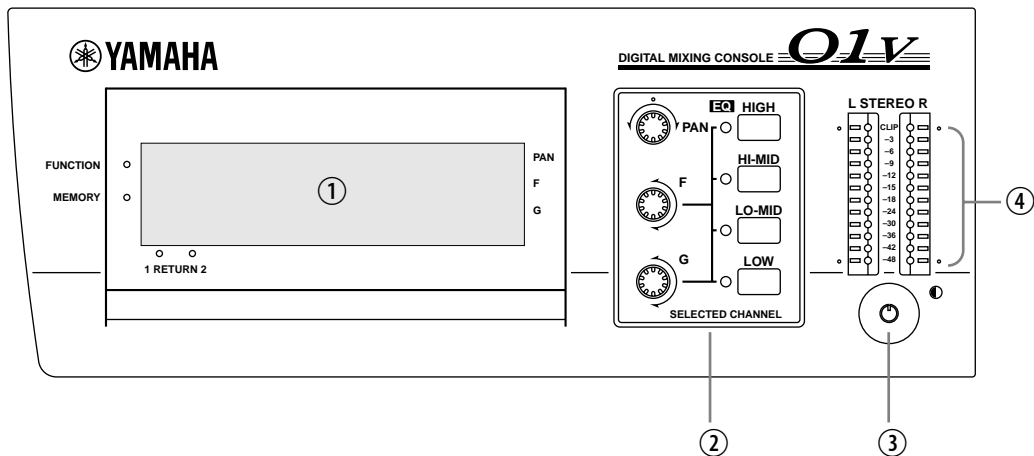 YAMAHA
DIGITAL MIXING CONSOLE 01V
FUNCTION
MEMORY
①
PAN
F
G
1 RETURN 2
PAN
F
G
EQ HIGH
HI-MID
LO-MID
LOW
SELECTED CHANNEL
L STEREO R
CLIP
–3
–6
–9
–12
–15
–18
–24
–30
–36
–42
–48
④
②
③